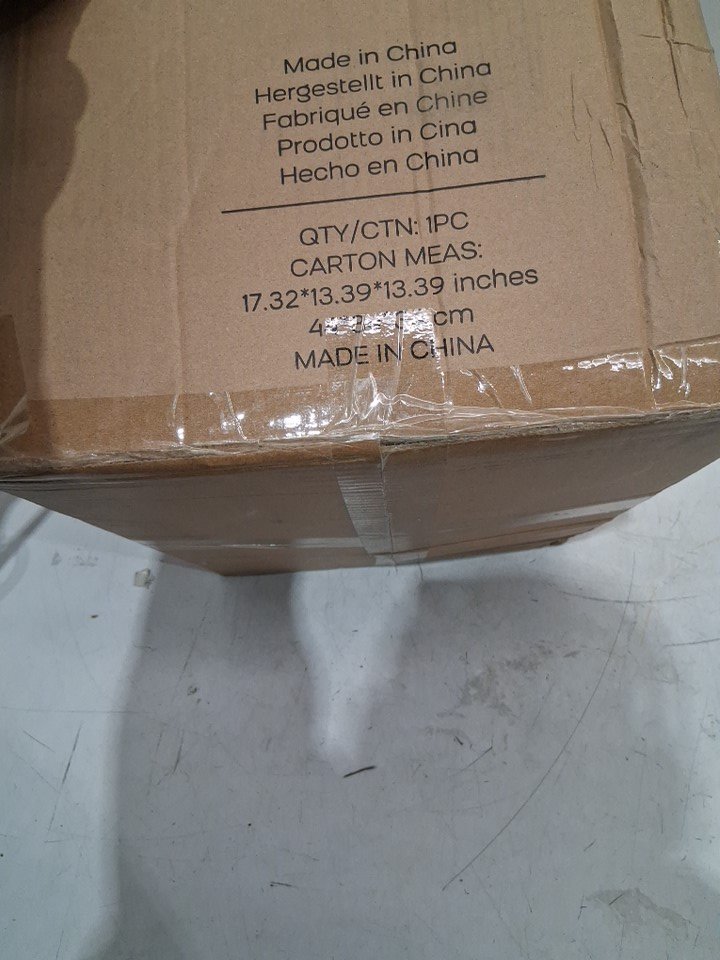 Made in China
Hergestellt in China
Fabriqué en Chine
Prodotto in Cina
Hecho en China
QTY/CTN: 1PC
CARTON MEAS:
17.32*13.39*13.39 inches
cm
MADE IN CHINA